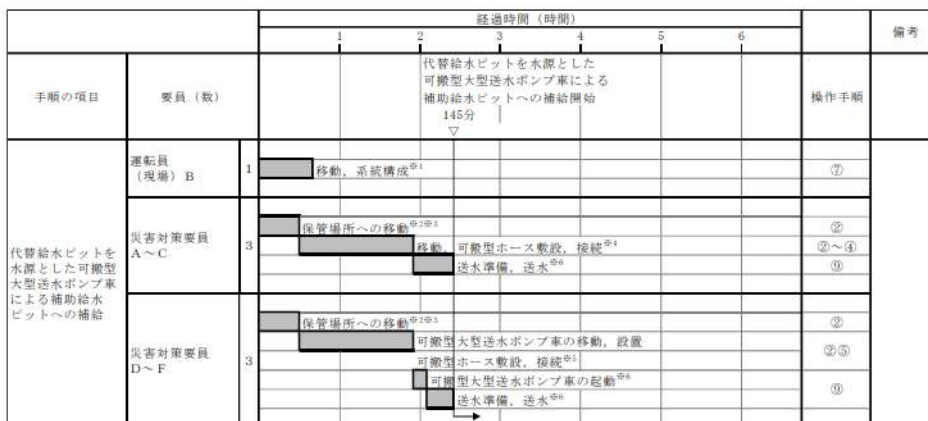 経過時間（時間）
備考
1 2 3 4 5 6
手順の項目
要員（数）
代替給水ピットを水源とした
可搬型大型送水ポンプ車による
補助給水ピットへの補給開始
145分
▽
操作手順
代替給水ピットを
水源とした可搬型
大型送水ポンプ車
による補助給水
ピットへの補給
運転員
（現場）B
1
移動，系統構成※1
⑦
災害対策要員
A～C
3
保管場所への移動※2※3
②
移動，可搬型ホース敷設，接続※4
②～④
送水準備，送水※6
⑨
災害対策要員
D～F
3
保管場所への移動※2※3
②
可搬型大型送水ポンプ車の移動，設置
可搬型ホース敷設，接続※5
②⑤
可搬型大型送水ポンプ車の起動※6
送水準備，送水※6
⑨